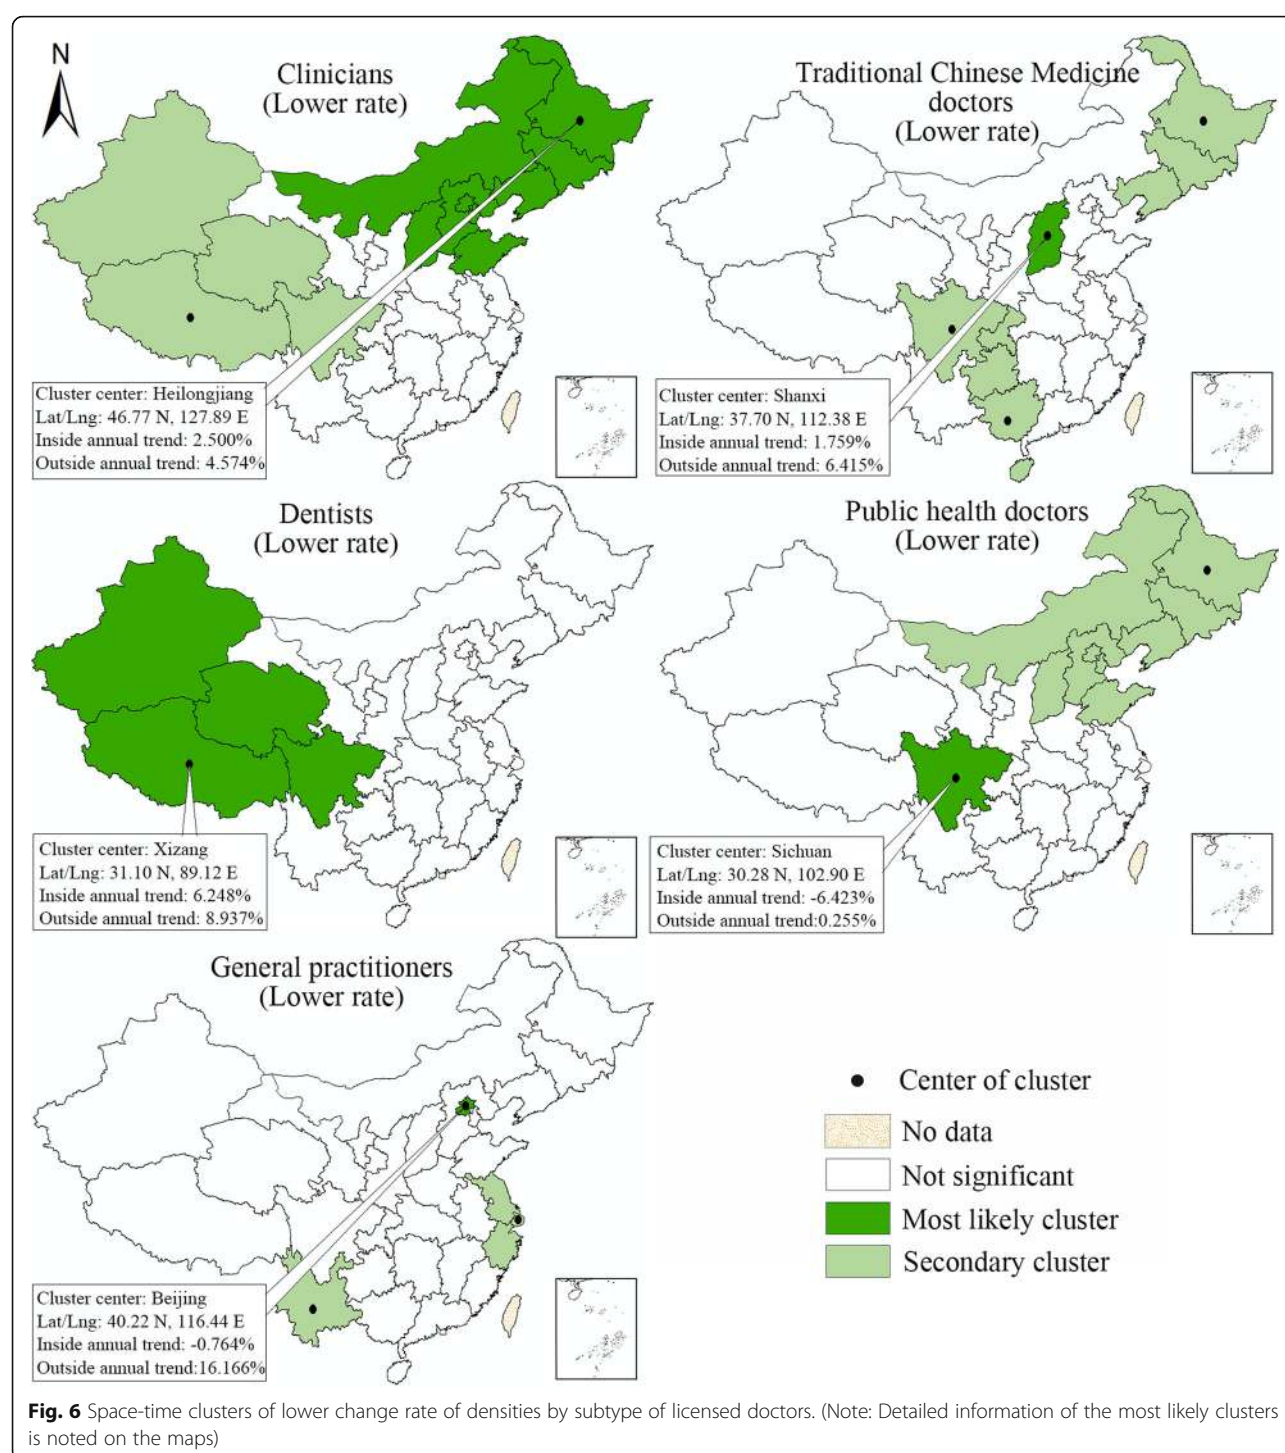 N
Clinicians
(Lower rate)
Cluster center: Heilongjiang
Lat/Lng: 46.77 N, 127.89 E
Inside annual trend: 2.500%
Outside annual trend: 4.574%
Traditional Chinese Medicine
doctors
(Lower rate)
Cluster center: Shanxi
Lat/Lng: 37.70 N, 112.38 E
Inside annual trend: 1.759%
Outside annual trend: 6.415%
Dentists
(Lower rate)
Cluster center: Xizang
Lat/Lng: 31.10 N, 89.12 E
Inside annual trend: 6.248%
Outside annual trend: 8.937%
Public health doctors
(Lower rate)
Cluster center: Sichuan
Lat/Lng: 30.28 N, 102.90 E
Inside annual trend: -6.423%
Outside annual trend:0.255%
General practitioners
(Lower rate)
Cluster center: Beijing
Lat/Lng: 40.22 N, 116.44 E
Inside annual trend: -0.764%
Outside annual trend:16.166%
Center of cluster
No data
Not significant
Most likely cluster
Secondary cluster
Fig. 6 Space-time clusters of lower change rate of densities by subtype of licensed doctors. (Note: Detailed information of the most likely clusters
is noted on the maps)